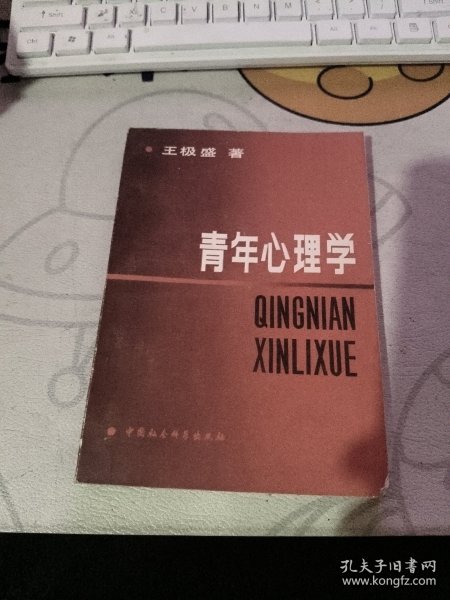 王极盛 著
青年心理学
QINGNIAN
XINLIXUE
中国社会科学出版社
孔夫子旧书网
www.kongfz.com